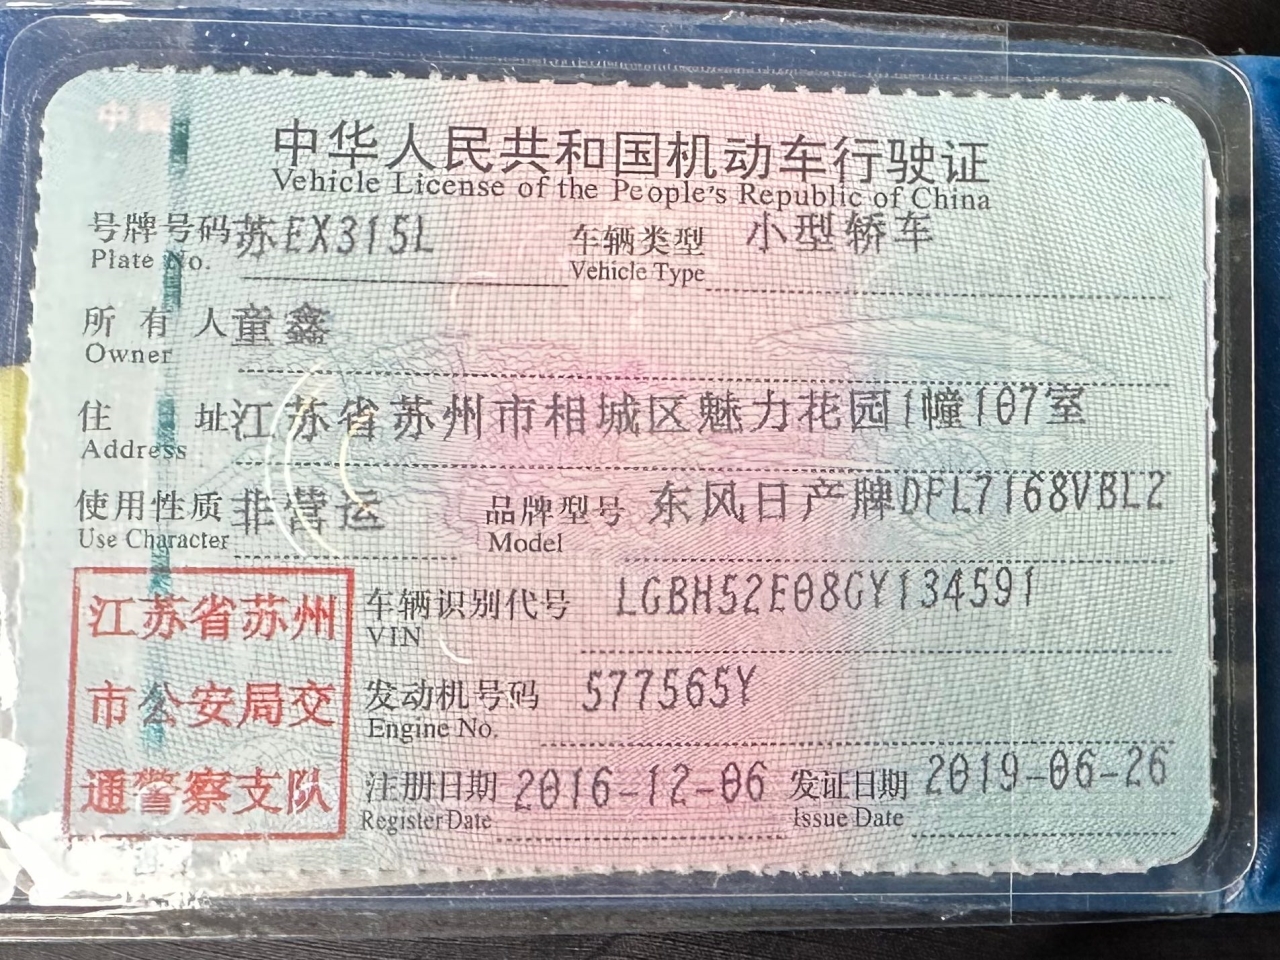 中华人民共和国机动车行驶证
Vehicle License of the People's Republic of China
号牌号码 苏EX315L 车辆类型 小型轿车
Plate No. Vehicle Type
所有人 童鑫
Owner
住址 江苏省苏州市相城区魅力花园1幢107室
Address
使用性质 非营运 品牌型号 东风日产牌DFL7168VBL2
Use Character Model
江苏省苏州
市公安局交
通警察支队
车辆识别代号 LGBH52E08GY134591
VIN
发动机号码 577565Y
Engine No.
注册日期 2016-12-06 发证日期 2019-06-26
Register Date Issue Date